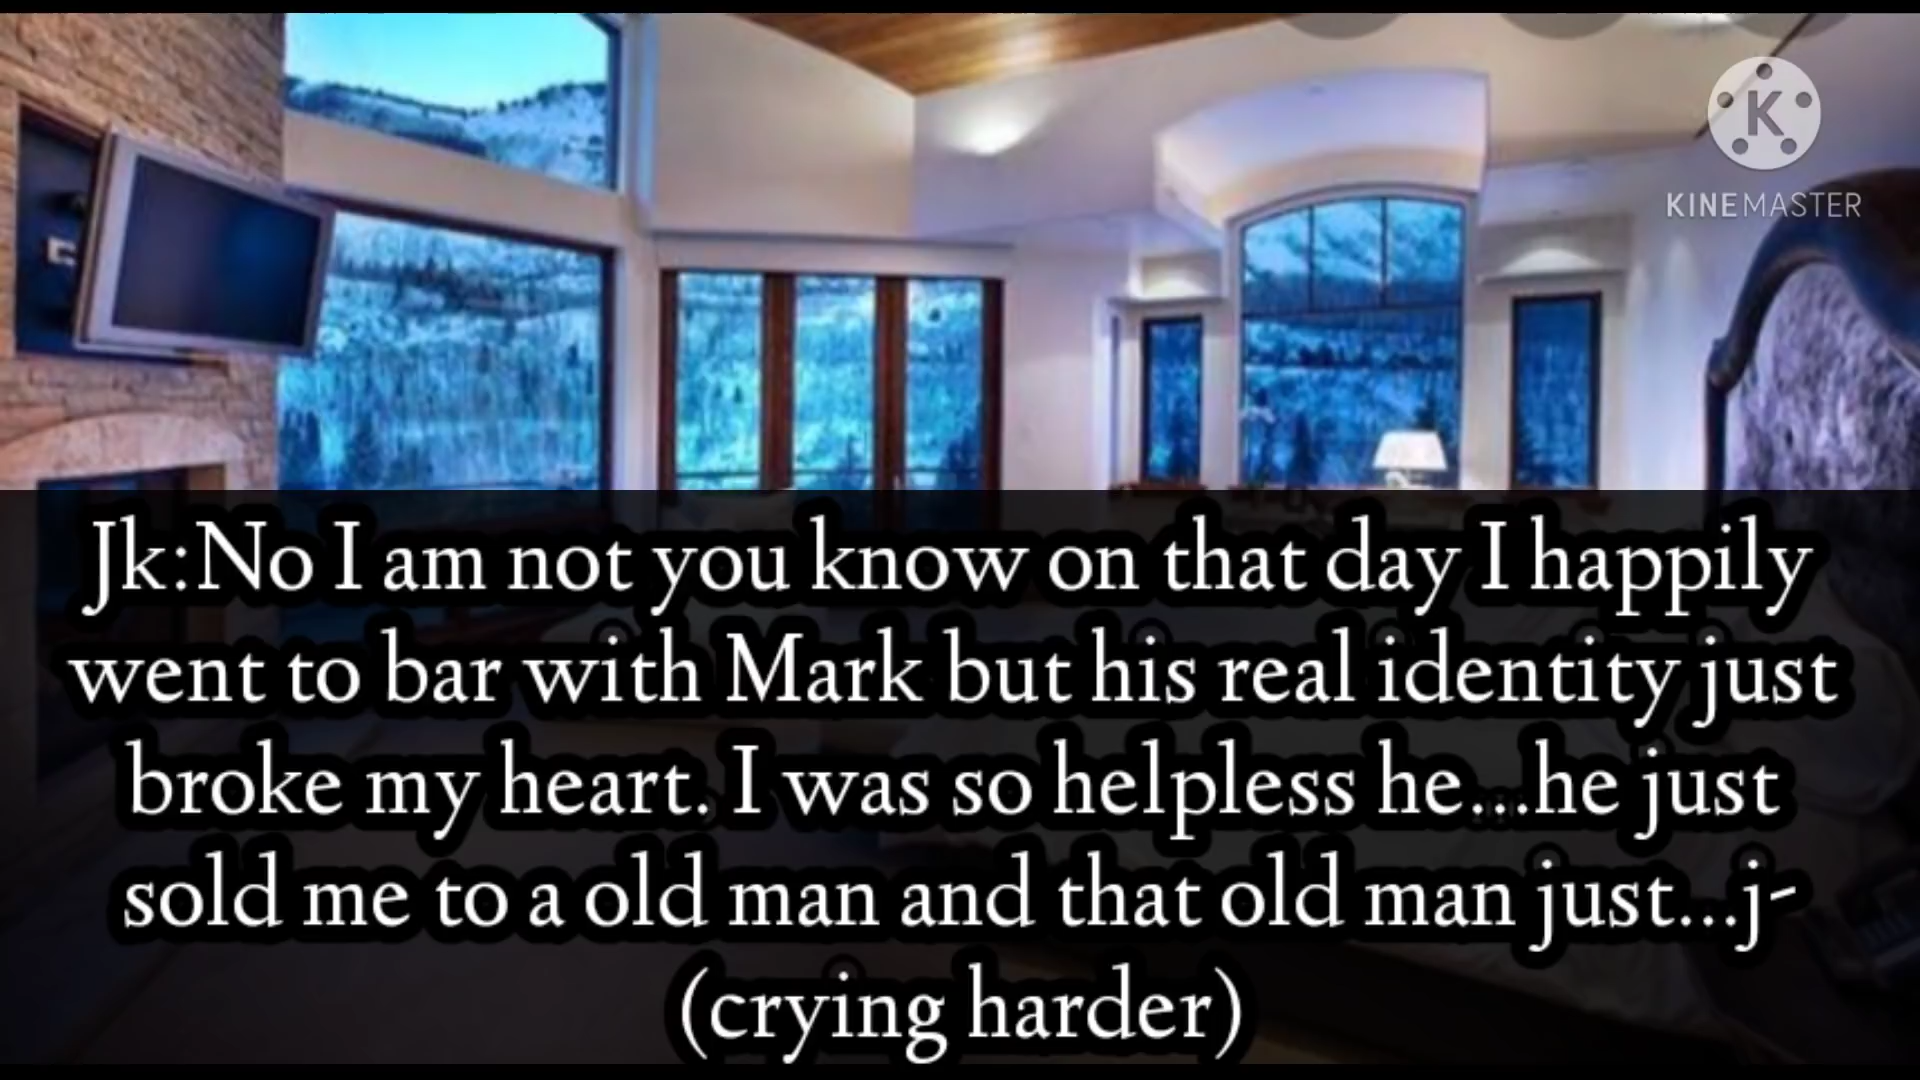 K
KINEMASTER
Jk:No I am not you know on that day I happily
went to bar with Mark but his real identity just
broke my heart. I was so helpless he...he just
sold me to a old man and that old man just...j-
(crying harder)